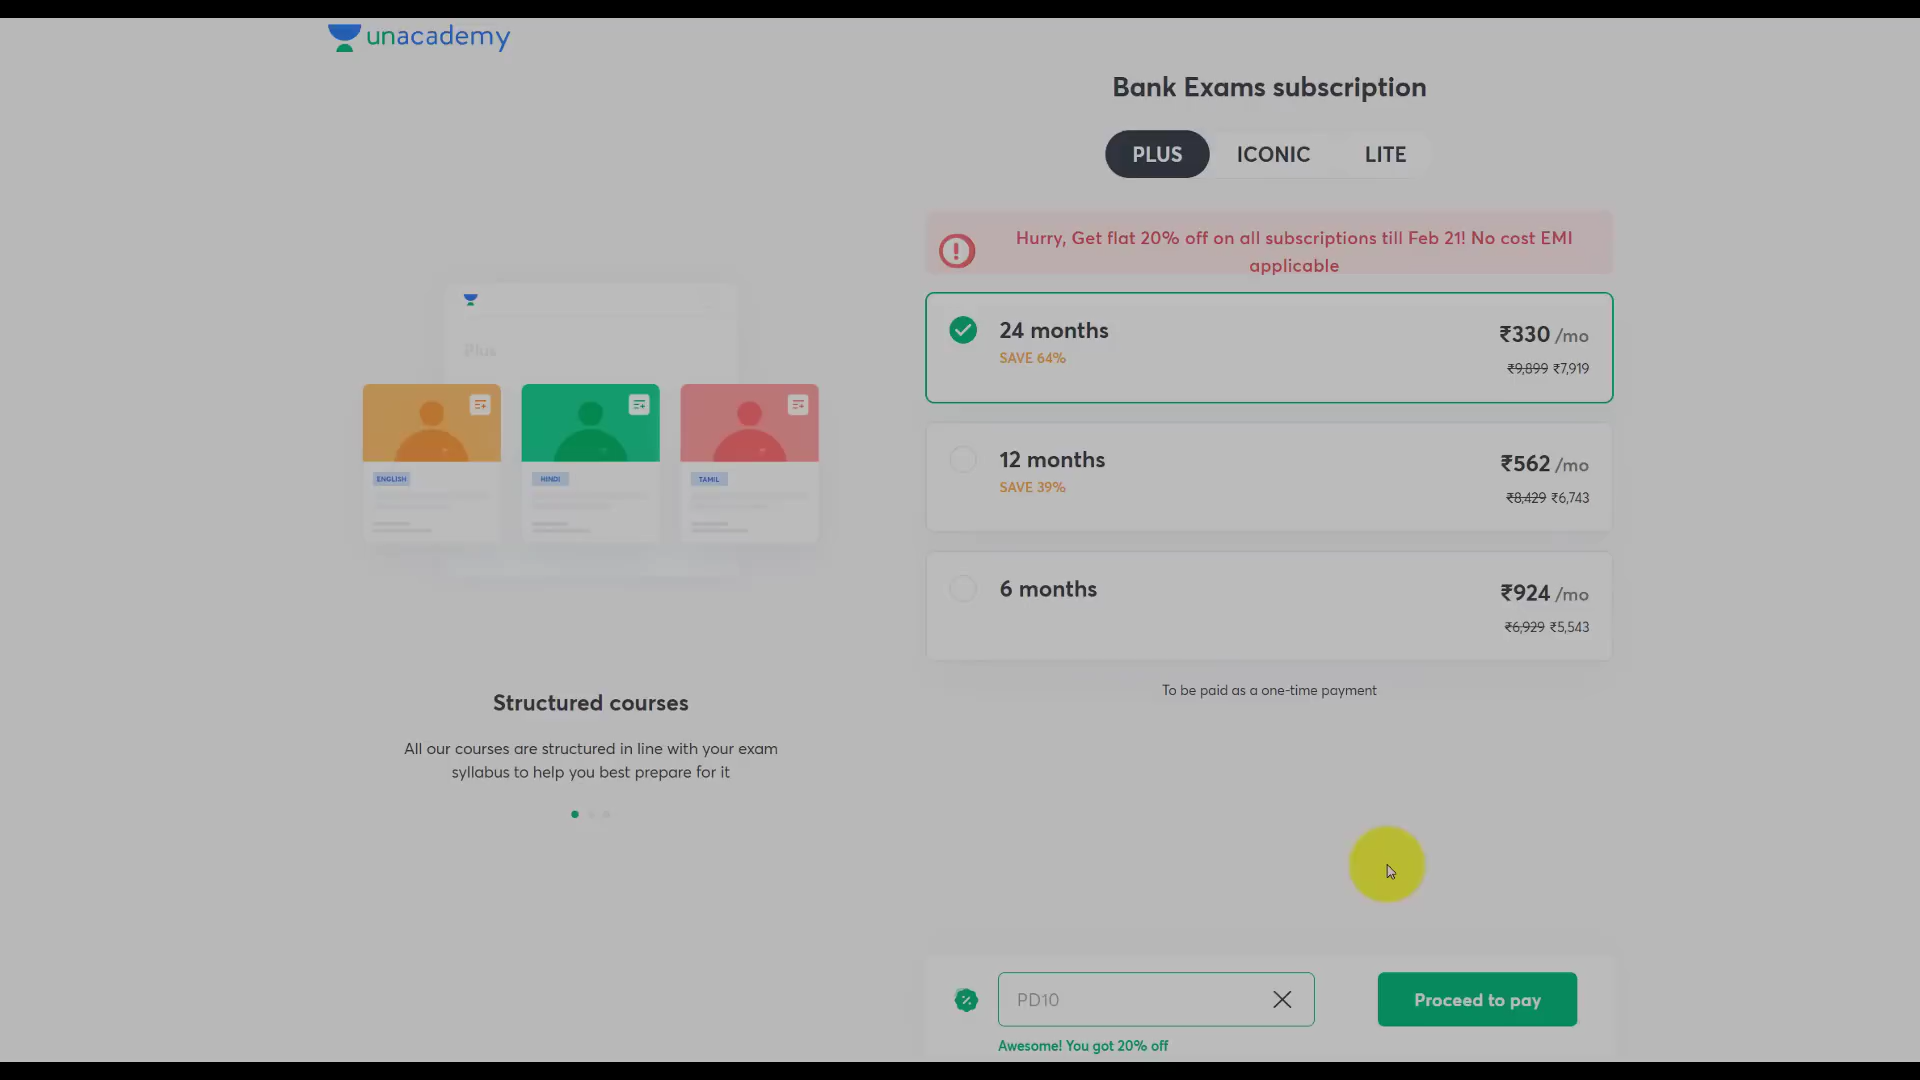 unacademy
Bank Exams subscription
PLUS ICONIC LITE
Hurry, Get flat 20% off on all subscriptions till Feb 21! No cost EMI
applicable
24 months
SAVE 64%
₹330 /mo
₹9,899 ₹7,919
12 months
SAVE 39%
₹562 /mo
₹8,429 ₹6,743
6 months
₹924 /mo
₹6,929 ₹5,543
To be paid as a one-time payment
Plus
ENGLISH HINDI TAMIL
Structured courses
All our courses are structured in line with your exam
syllabus to help you best prepare for it
PD10
Proceed to pay
Awesome! You got 20% off